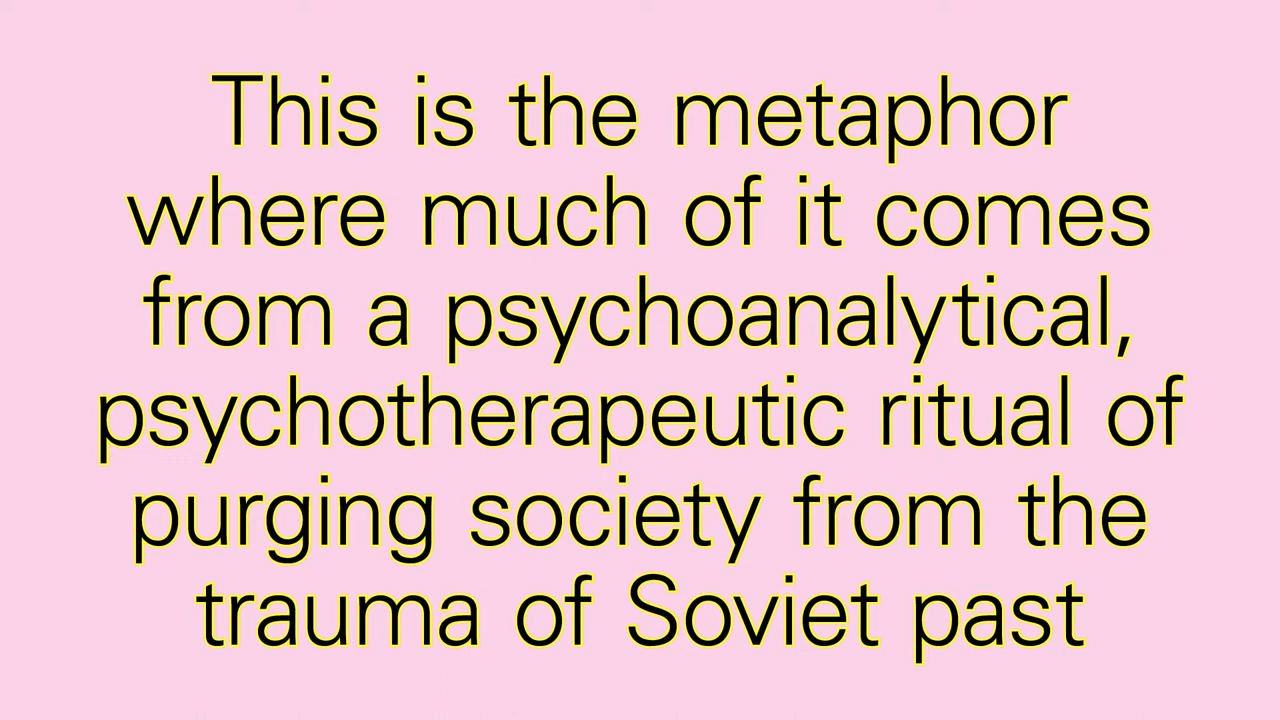 This is the metaphor
where much of it comes
from a psychoanalytical,
psychotherapeutic ritual of
purging society from the
trauma of Soviet past